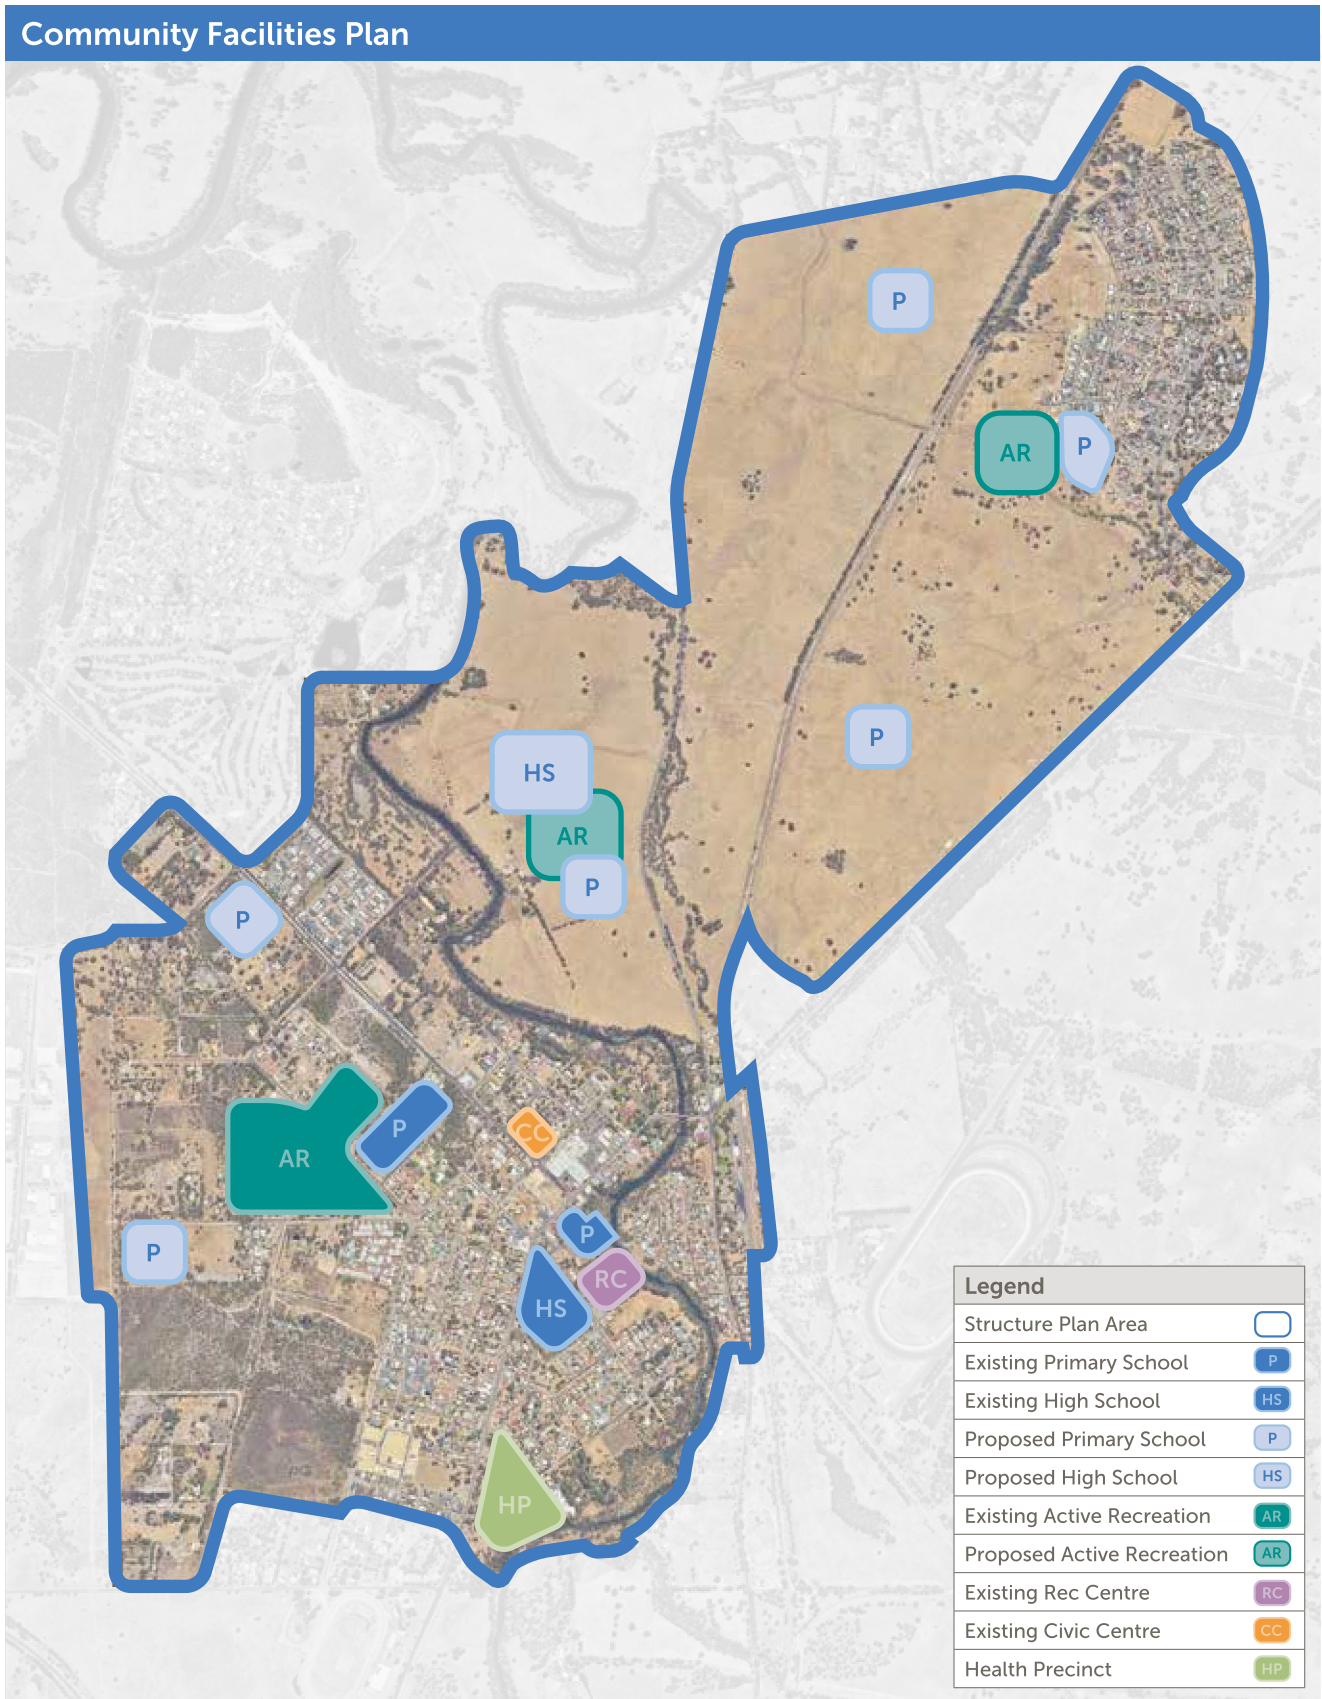 Community Facilities Plan
P
AR
P
P
HS
AR
P
P
P
AR
CC
P
P
RC
HS
HP
Legend
Structure Plan Area
Existing Primary School P
Existing High School HS
Proposed Primary School P
Proposed High School HS
Existing Active Recreation AR
Proposed Active Recreation AR
Existing Rec Centre RC
Existing Civic Centre CC
Health Precinct HP